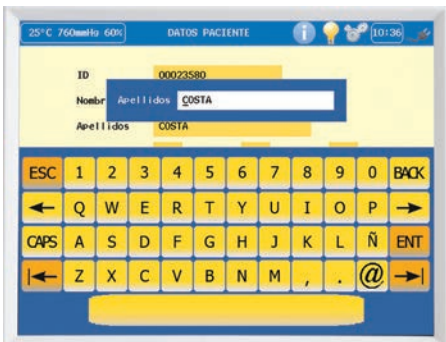 25°C 760mmHg 60% DATOS PACIENTE i 10:36
ID 00023580
Nombr
Apellidos COSTA
Apellidos COSTA
ESC 1 2 3 4 5 6 7 8 9 0 BACK
Q W E R T Y U I O P
CAPS A S D F G H J K L Ñ ENT
Z X C V B N M , . @